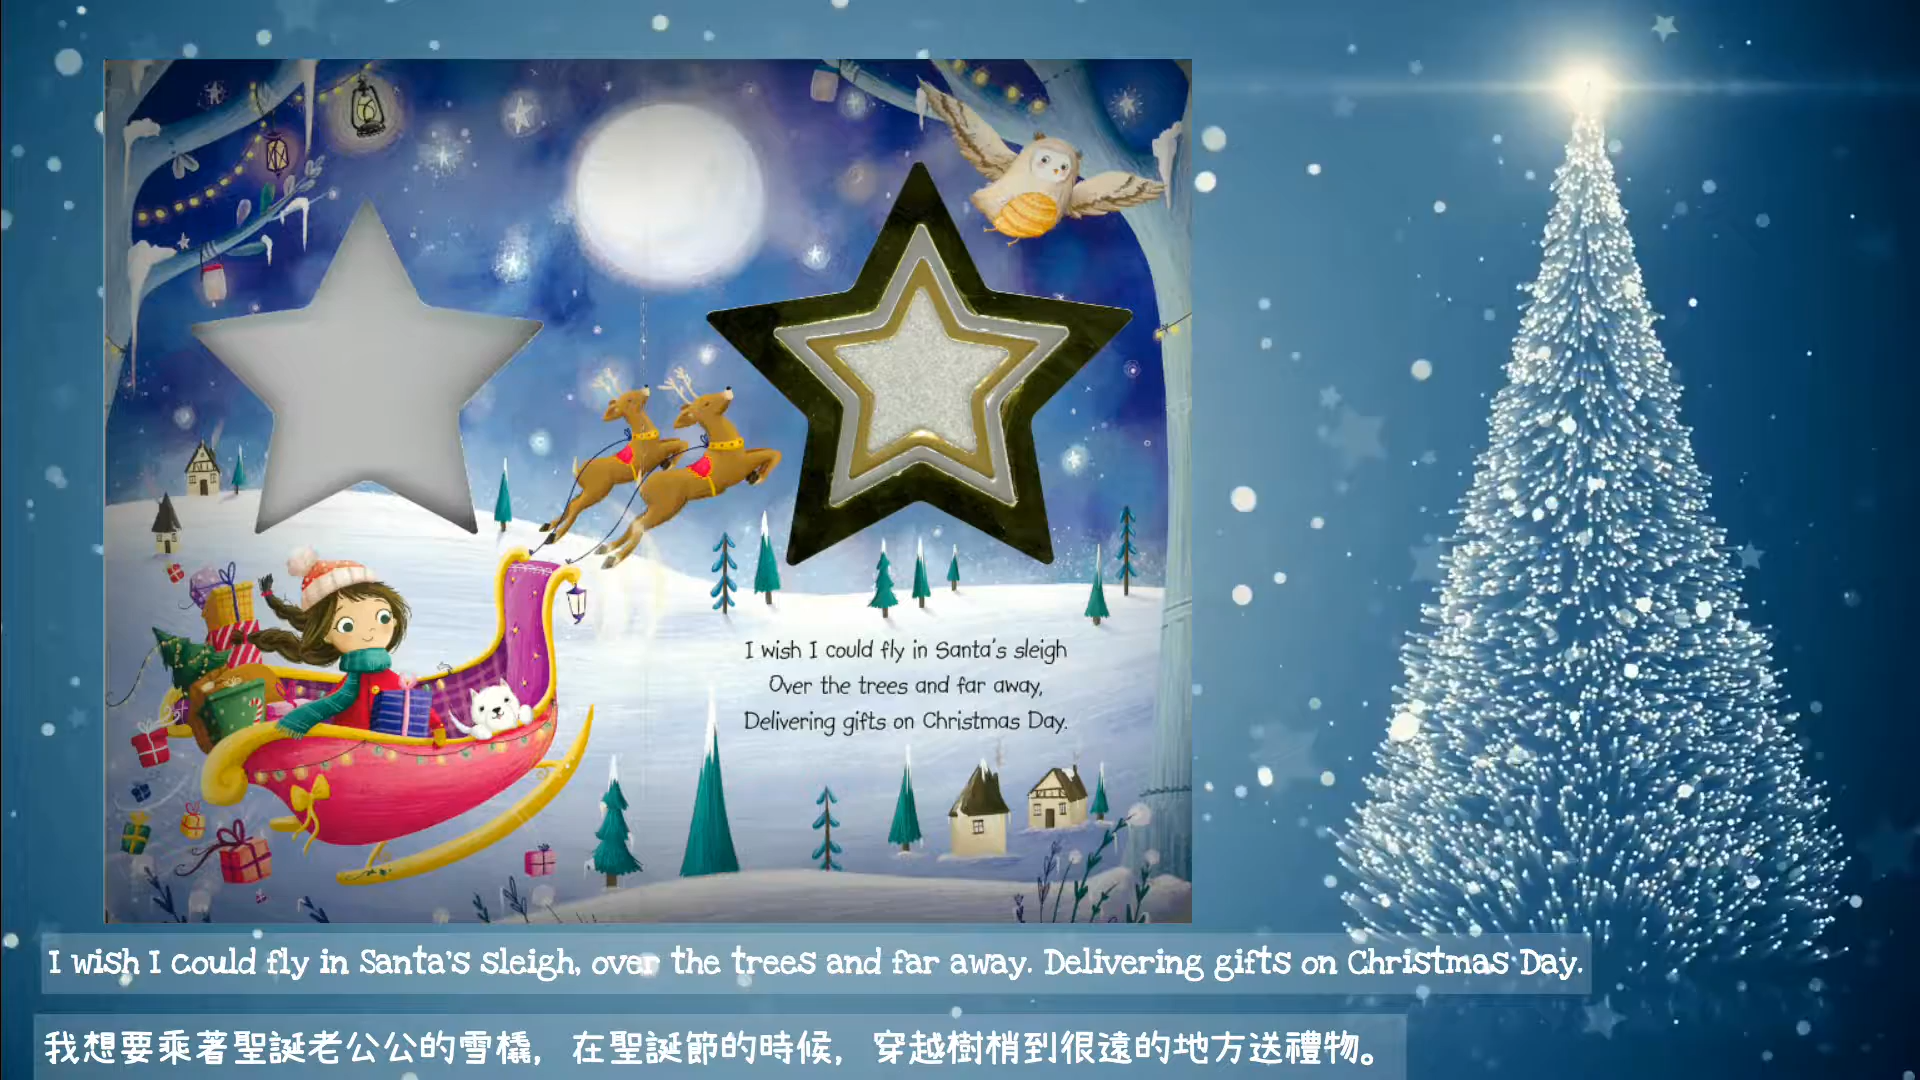 I wish I could fly in Santa's sleigh
Over the trees and far away,
Delivering gifts on Christmas Day.
I wish I could fly in Santa's sleigh, over the trees and far away. Delivering gifts on Christmas Day.
我想要乘著聖誕老公公的雪橇，在聖誕節的時候，穿越樹梢到很遠的地方送禮物。